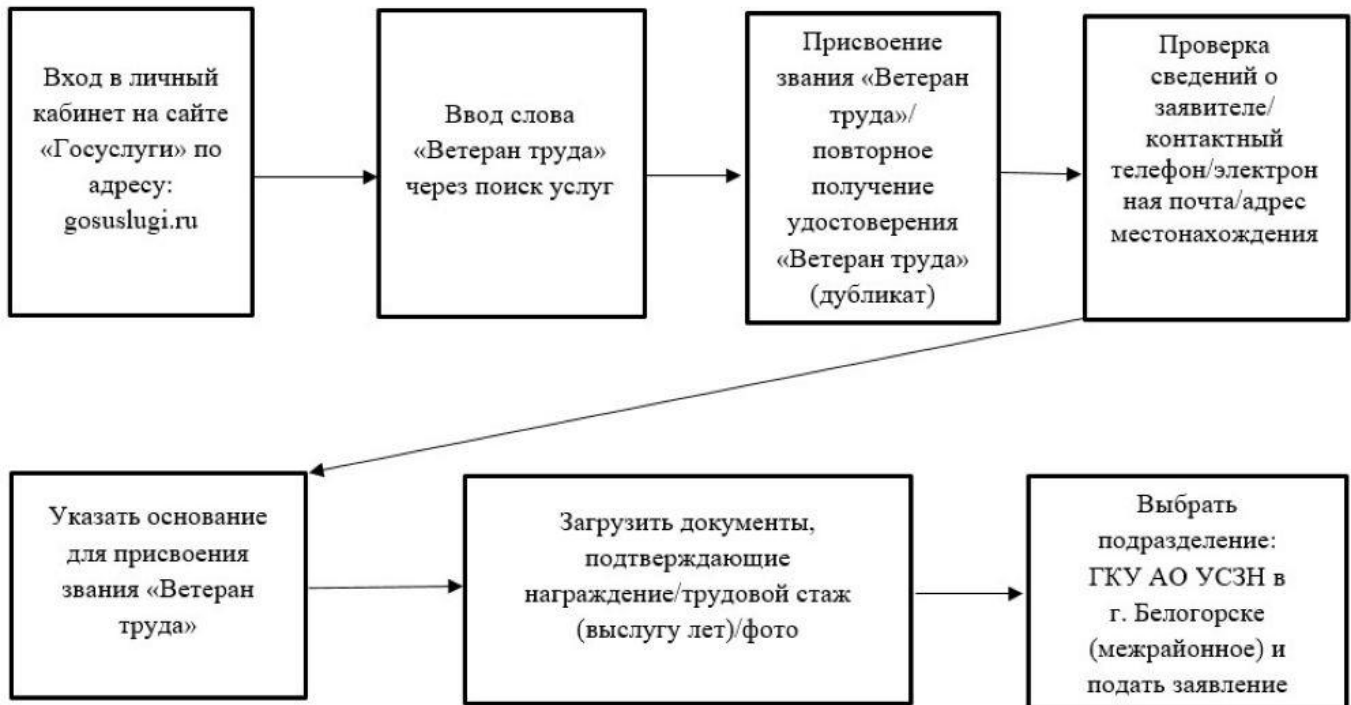 Вход в личный
кабинет на сайте
«Госуслуги» по
адресу:
gosuslugi.ru
Ввод слова
«Ветеран труда»
через поиск услуг
Присвоение
звания «Ветеран
труда»/
повторное
получение
удостоверения
«Ветеран труда»
(дубликат)
Проверка
сведений о
заявителе/
контактный
телефон/электрон
ная почта/адрес
местонахождения
Указать основание
для присвоения
звания «Ветеран
труда»
Загрузить документы,
подтверждающие
награждение/трудовой стаж
(выслугу лет)/фото
Выбрать
подразделение:
ГКУ АО УСЗН в
г. Белогорске
(межрайонное) и
подать заявление